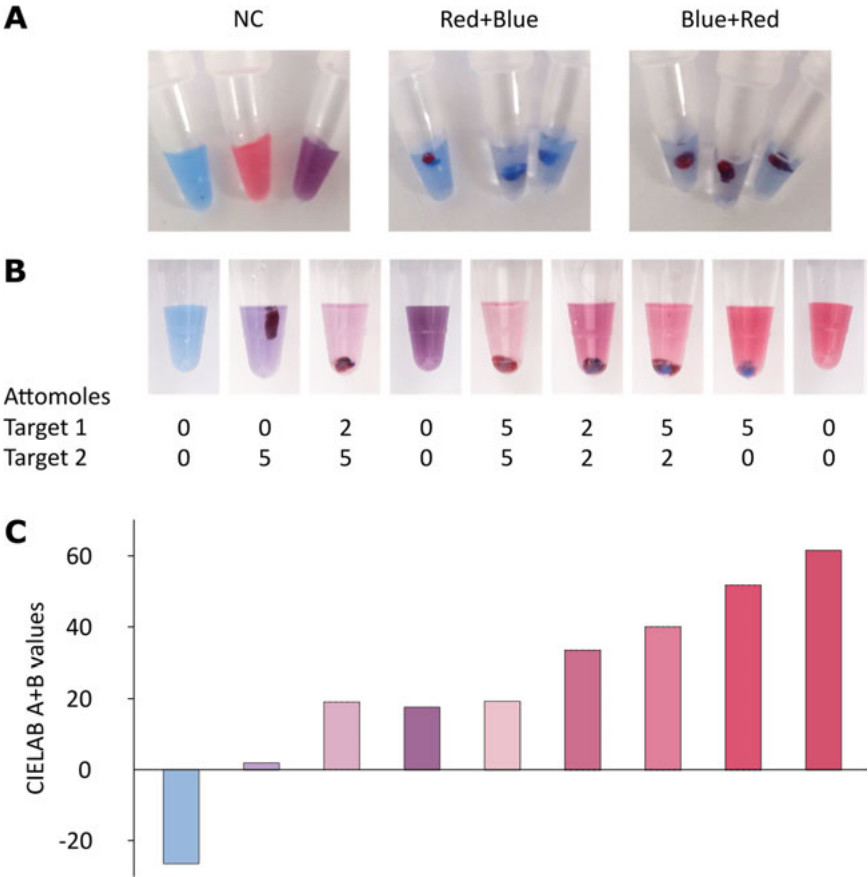 A
NC Red+Blue Blue+Red
B
Attomoles
Target 1 0 0 2 0 5 2 5 5 0
Target 2 0 5 5 0 5 2 2 0 0
C
CIELAB A+B values
60
40
20
0
-20